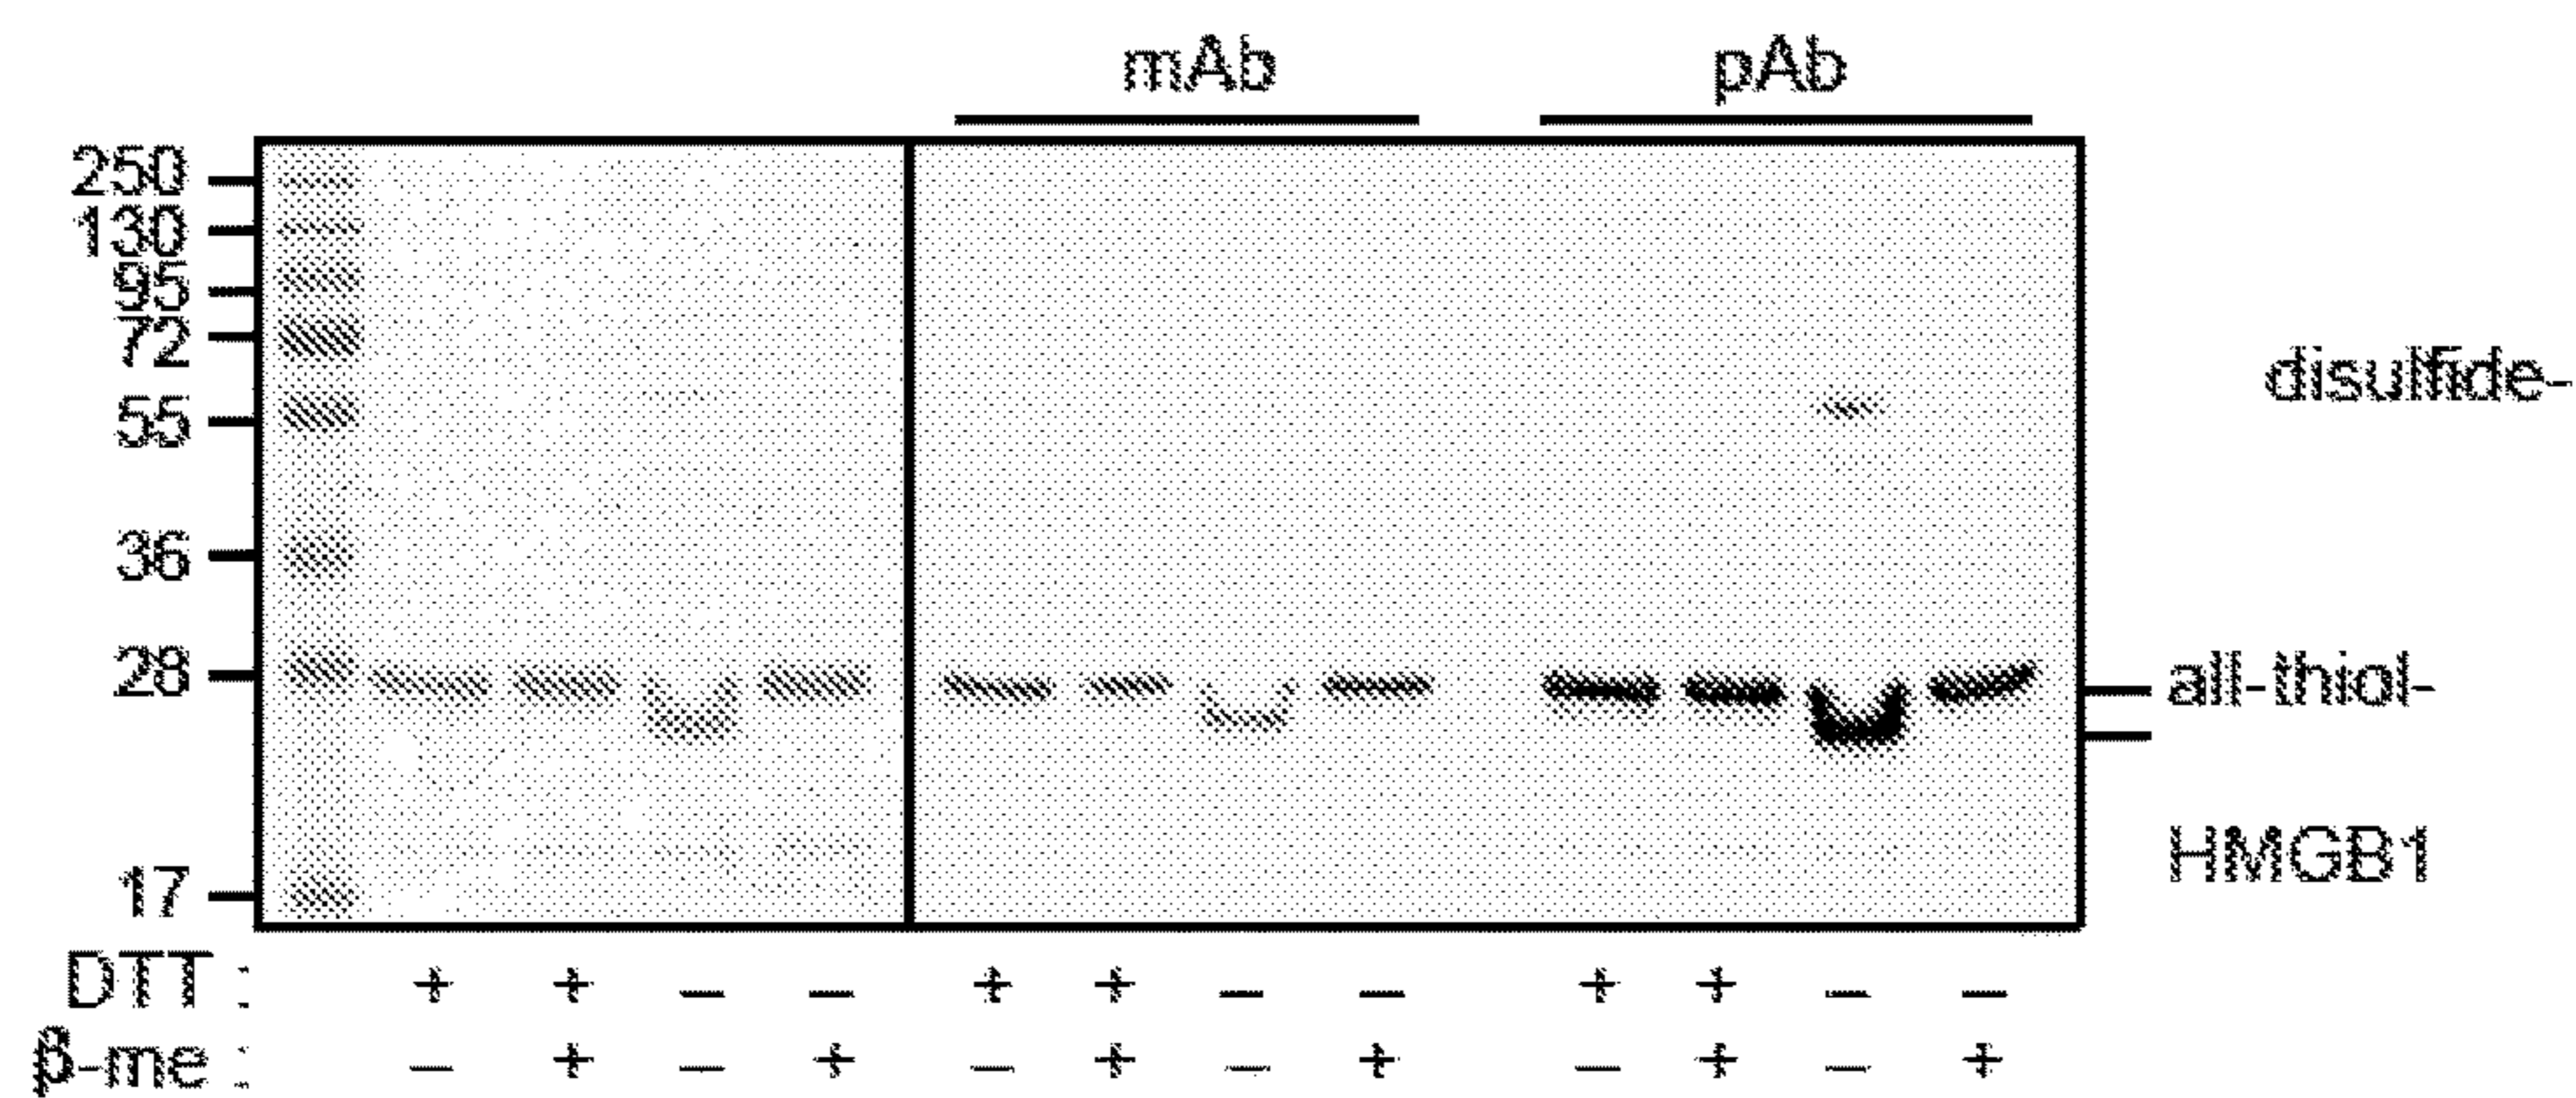 mAb pAb
250
130
95
72
55
36
28
17
disulfide-
all-thiol-
HMGB1
DTT : + + − − + + − − + + − −
β-me : − + − + − + − + − + − +